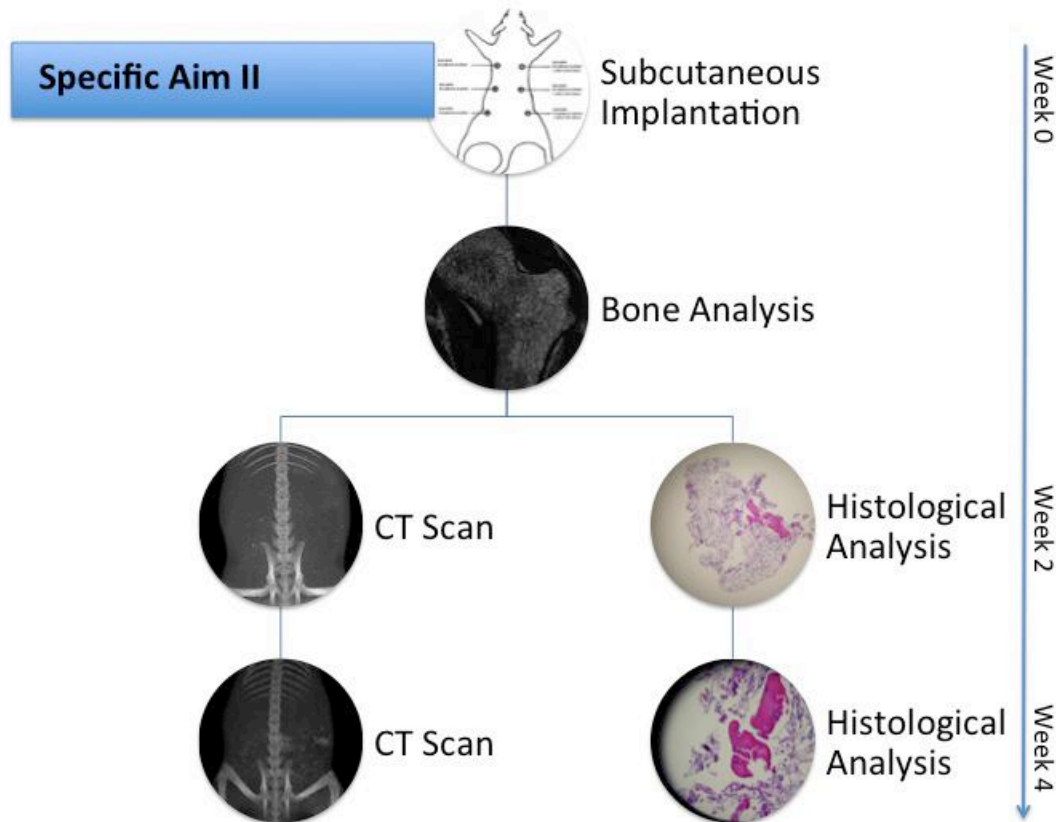 Specific Aim II
Subcutaneous
Implantation
Week 0
Bone Analysis
CT Scan
Histological
Analysis
Week 2
CT Scan
Histological
Analysis
Week 4